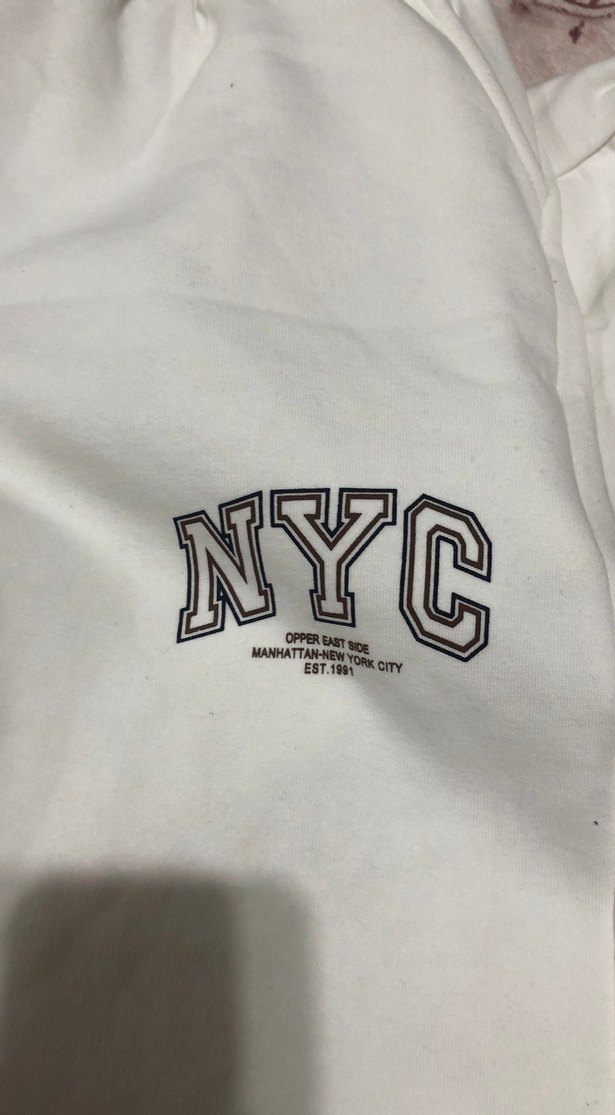 NYC
OPPER EAST SIDE
MANHATTAN-NEW YORK CITY
EST.1991